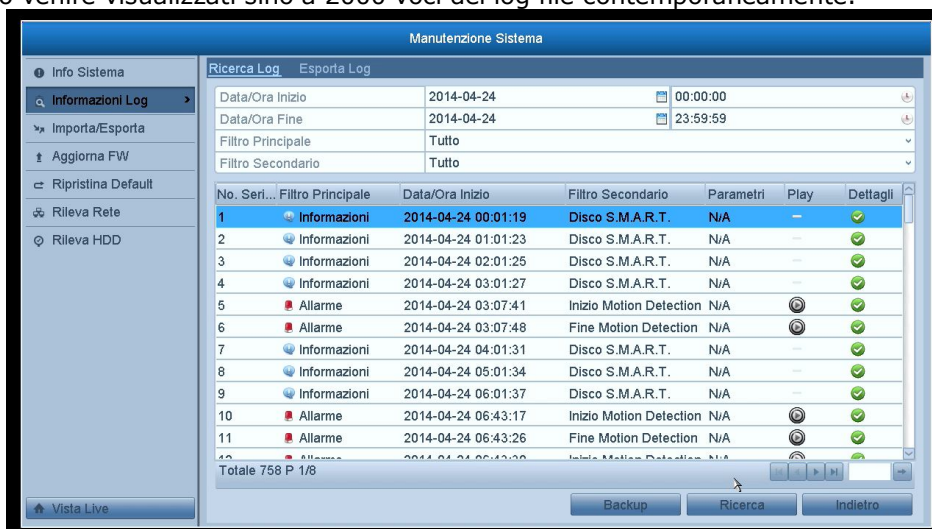 o venire visualizzati sino a 2000 voci del log file contemporaneamente.
Manutenzione Sistema
Info Sistema
Informazioni Log
Importa/Esporta
Aggiorna FW
Ripristina Default
Rileva Rete
Rileva HDD
Vista Live
Ricerca Log Esporta Log
Data/Ora Inizio 2014-04-24 00:00:00
Data/Ora Fine 2014-04-24 23:59:59
Filtro Principale Tutto
Filtro Secondario Tutto
No. Seri... Filtro Principale Data/Ora Inizio Filtro Secondario Parametri Play Dettagli
1 Informazioni 2014-04-24 00:01:19 Disco S.M.A.R.T. N/A
2 Informazioni 2014-04-24 01:01:23 Disco S.M.A.R.T. N/A
3 Informazioni 2014-04-24 02:01:25 Disco S.M.A.R.T. N/A
4 Informazioni 2014-04-24 03:01:27 Disco S.M.A.R.T. N/A
5 Allarme 2014-04-24 03:07:41 Inizio Motion Detection N/A
6 Allarme 2014-04-24 03:07:48 Fine Motion Detection N/A
7 Informazioni 2014-04-24 04:01:31 Disco S.M.A.R.T. N/A
8 Informazioni 2014-04-24 05:01:34 Disco S.M.A.R.T. N/A
9 Informazioni 2014-04-24 06:01:37 Disco S.M.A.R.T. N/A
10 Allarme 2014-04-24 06:43:17 Inizio Motion Detection N/A
11 Allarme 2014-04-24 06:43:26 Fine Motion Detection N/A
Totale 758 P 1/8
Backup Ricerca Indietro